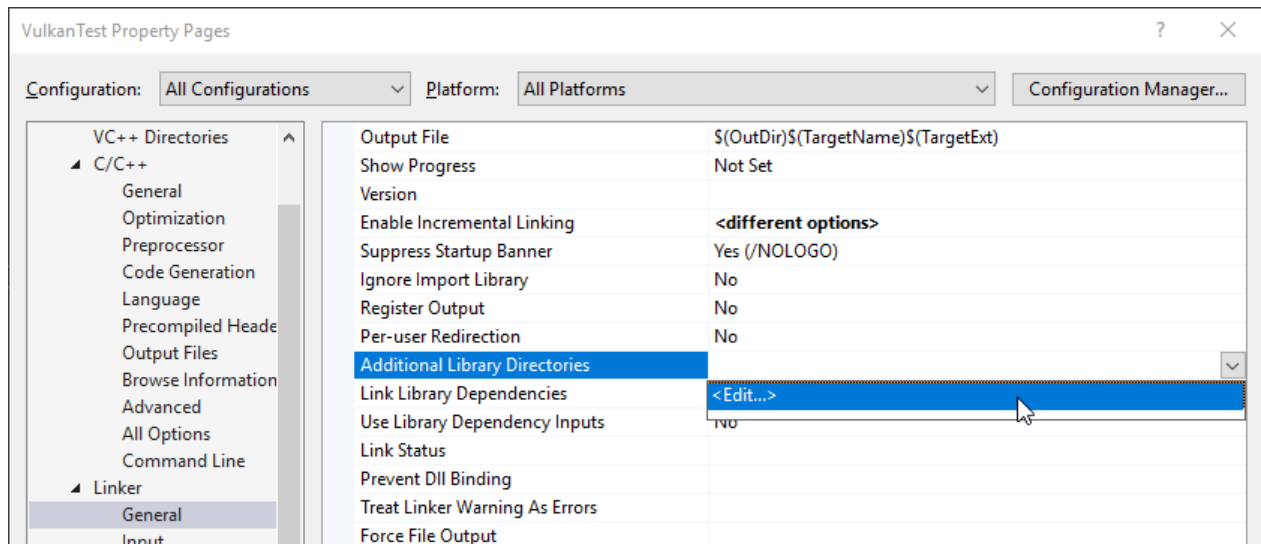 VulkanTest Property Pages
Configuration: All Configurations Platform: All Platforms Configuration Manager...
VC++ Directories
C/C++
General
Optimization
Preprocessor
Code Generation
Language
Precompiled Heade
Output Files
Browse Information
Advanced
All Options
Command Line
Linker
General
Input
Output File $(OutDir)$(TargetName)$(TargetExt)
Show Progress Not Set
Version
Enable Incremental Linking <different options>
Suppress Startup Banner Yes (/NOLOGO)
Ignore Import Library No
Register Output No
Per-user Redirection No
Additional Library Directories
Link Library Dependencies <Edit...>
Use Library Dependency Inputs No
Link Status
Prevent Dll Binding
Treat Linker Warning As Errors
Force File Output